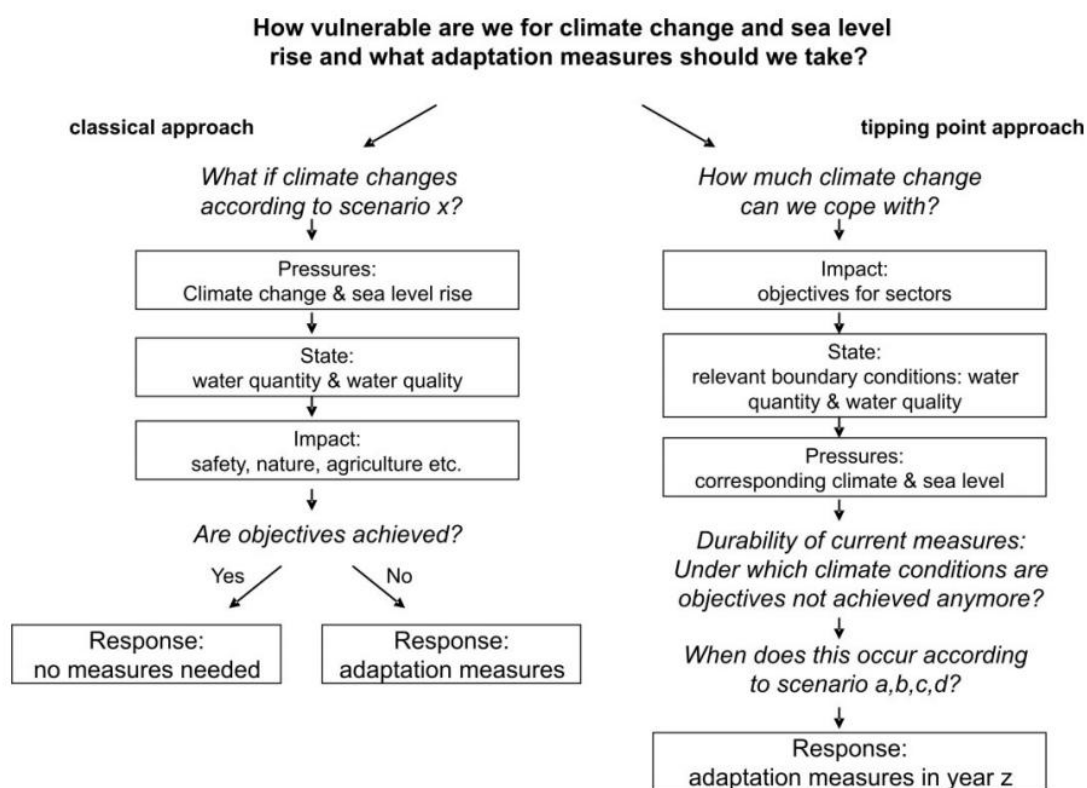 How vulnerable are we for climate change and sea level
rise and what adaptation measures should we take?
classical approach
What if climate changes
according to scenario x?
Pressures:
Climate change & sea level rise
State:
water quantity & water quality
Impact:
safety, nature, agriculture etc.
Are objectives achieved?
Yes
No
Response:
no measures needed
Response:
adaptation measures
tipping point approach
How much climate change
can we cope with?
Impact:
objectives for sectors
State:
relevant boundary conditions: water
quantity & water quality
Pressures:
corresponding climate & sea level
Durability of current measures:
Under which climate conditions are
objectives not achieved anymore?
When does this occur according
to scenario a,b,c,d?
Response:
adaptation measures in year z